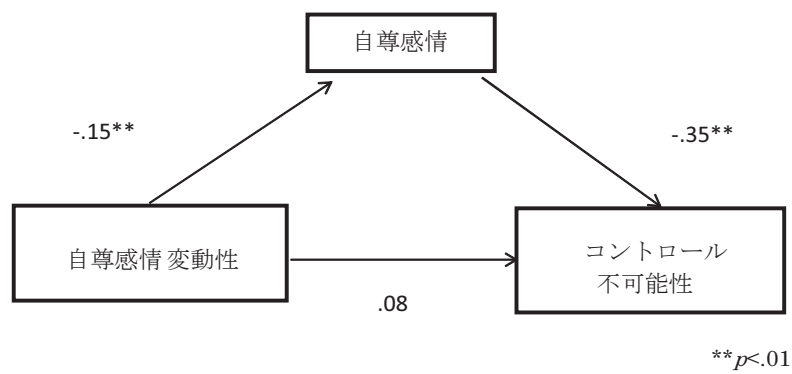 自尊感情
-.15**
-.35**
自尊感情変動性
コントロール
不可能性
.08
**p<.01